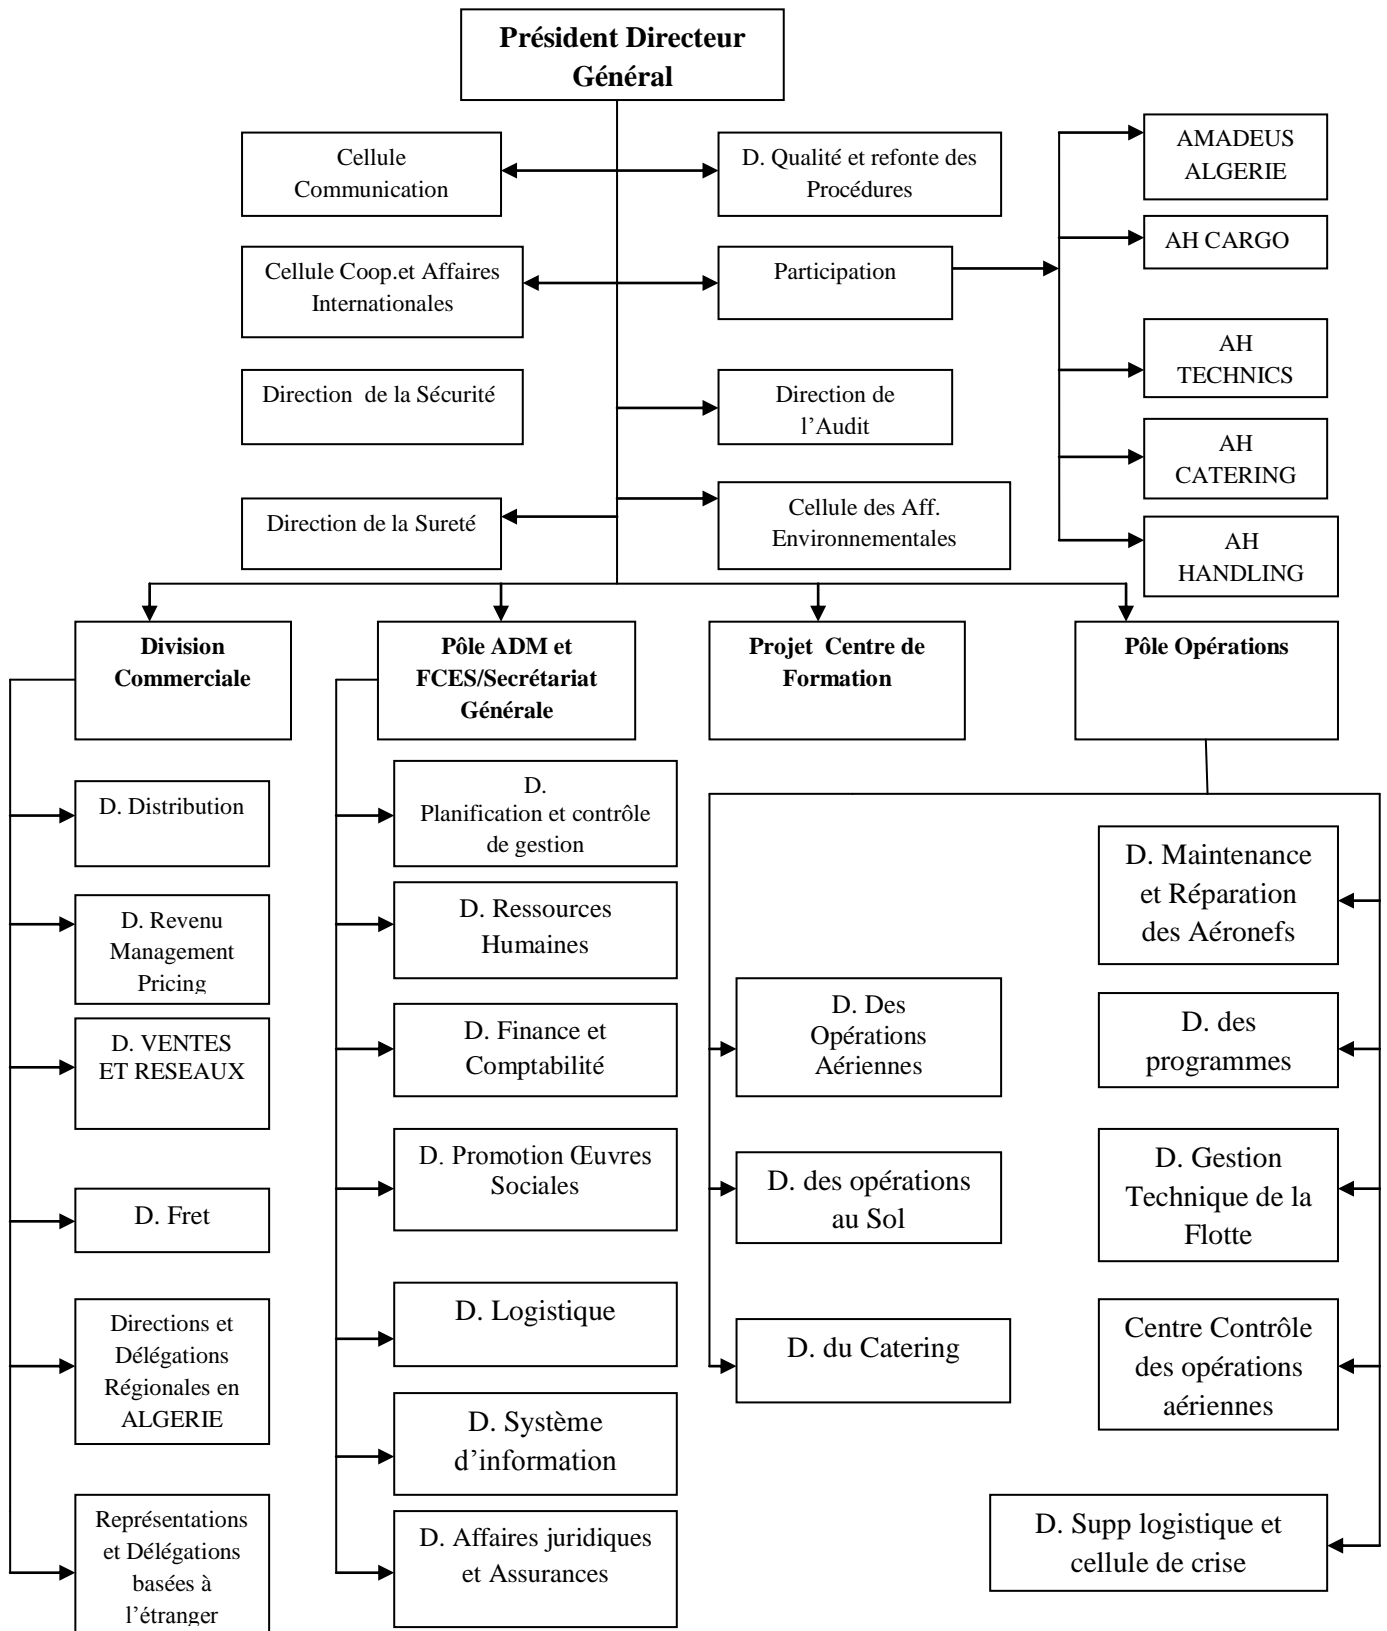 Président Directeur
Général
Cellule
Communication
D. Qualité et refonte des
Procédures
AMADEUS
ALGERIE
AH CARGO
Cellule Coop.et Affaires
Internationales
Participation
AH
TECHNICS
Direction de la Sécurité
Direction de
l’Audit
AH
CATERING
Direction de la Sureté
Cellule des Aff.
Environnementales
AH
HANDLING
Division
Commerciale
Pôle ADM et
FCES/Secrétariat
Générale
Projet Centre de
Formation
Pôle Opérations
D. Distribution
D. Revenu
Management
Pricing
D. VENTES
ET RESEAUX
D. Fret
Directions et
Délégations
Régionales en
ALGERIE
Représentations
et Délégations
basées à
l’étranger
D.
Planification et contrôle
de gestion
D. Ressources
Humaines
D. Finance et
Comptabilité
D. Promotion Œuvres
Sociales
D. Logistique
D. Système
d’information
D. Affaires juridiques
et Assurances
D. Des
Opérations
Aériennes
D. des opérations
au Sol
D. du Catering
D. Maintenance
et Réparation
des Aéronefs
D. des
programmes
D. Gestion
Technique de la
Flotte
Centre Contrôle
des opérations
aériennes
D. Supp logistique et
cellule de crise